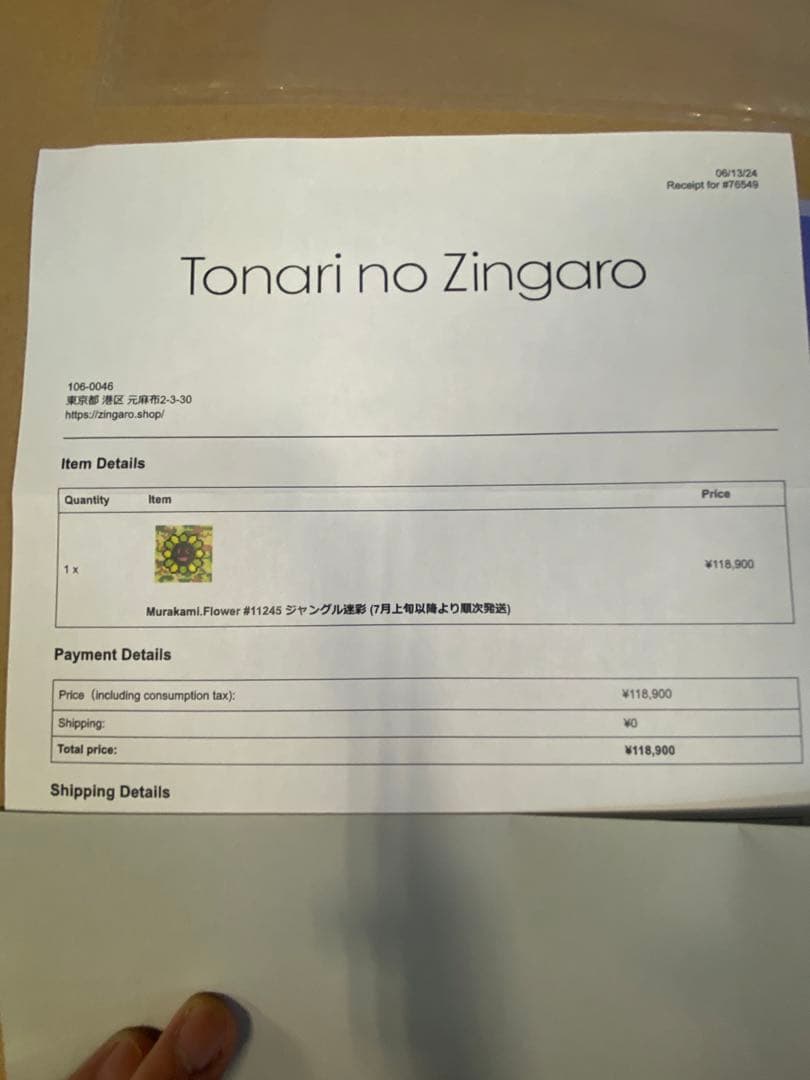 06/13/24
Receipt for #76549
Tonari no Zingaro
106-0046
東京都 港区 元麻布2-3-30
https://zingaro.shop/
Item Details
Quantity Item Price
1 x ¥118,900
Murakami.Flower #11245 ジャングル迷彩 (7月上旬以降より順次発送)
Payment Details
Price（including consumption tax): ¥118,900
Shipping: ¥0
Total price: ¥118,900
Shipping Details